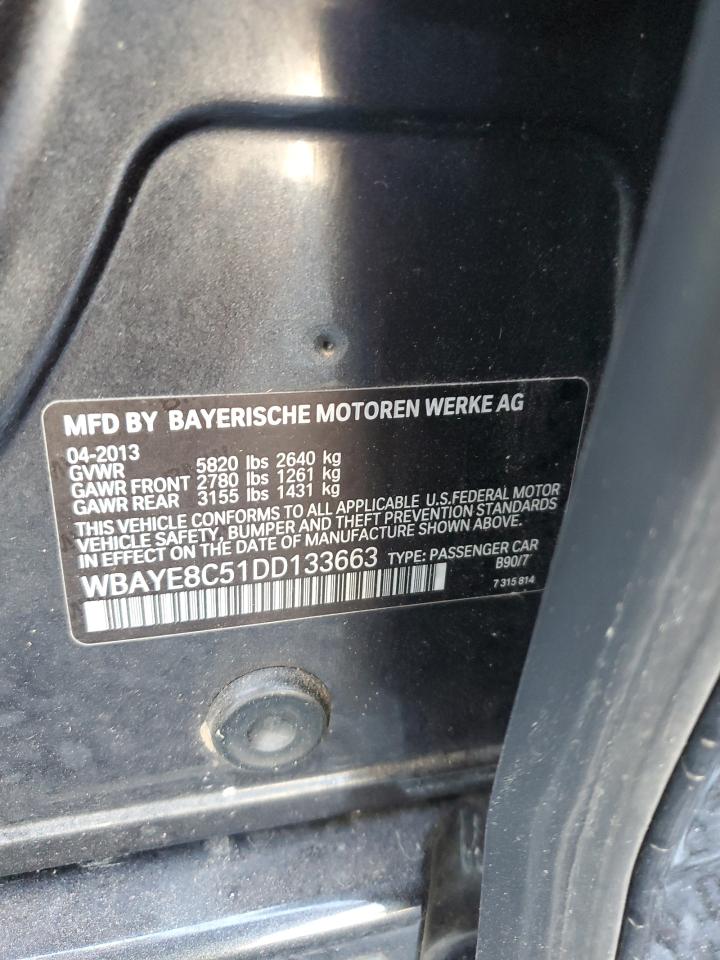 MFD BY BAYERISCHE MOTOREN WERKE AG
04-2013
GVWR 5820 lbs 2640 kg
GAWR FRONT 2780 lbs 1261 kg
GAWR REAR 3155 lbs 1431 kg
THIS VEHICLE CONFORMS TO ALL APPLICABLE U.S.FEDERAL MOTOR
VEHICLE SAFETY, BUMPER AND THEFT PREVENTION STANDARDS
IN EFFECT ON THE DATE OF MANUFACTURE SHOWN ABOVE.
WBAYE8C51DD133663 TYPE: PASSENGER CAR
B90/7
7 315 814